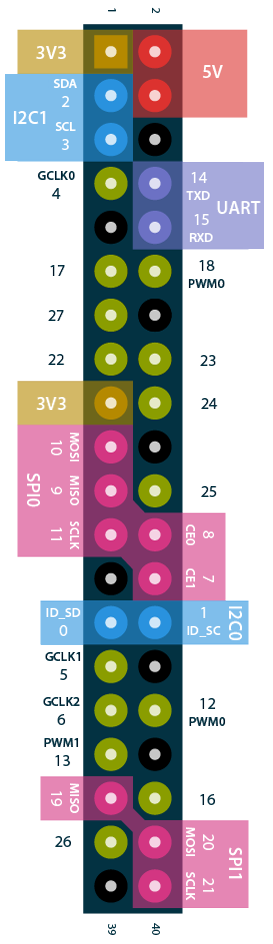 1 2
3V3
5V
I2C1
SDA
2
SCL
3
GCLK0
4
14
TXD
15
RXD
UART
17
18
PWM0
27
22
23
3V3
24
SPI0
MOSI
10
MISO
9
SCLK
11
25
CE0
8
CE1
7
ID_SD
0
1
ID_SC
I2C0
GCLK1
5
GCLK2
6
12
PWM0
PWM1
13
MISO
19
16
26
MOSI
20
SCLK
21
SPI1
39 40